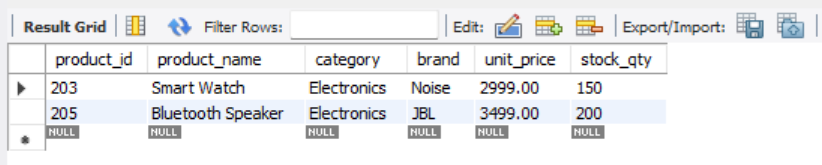 Result Grid Filter Rows: Edit: Export/Import:
product_id product_name category brand unit_price stock_qty
203 Smart Watch Electronics Noise 2999.00 150
205 Bluetooth Speaker Electronics JBL 3499.00 200
NULL NULL NULL NULL NULL NULL